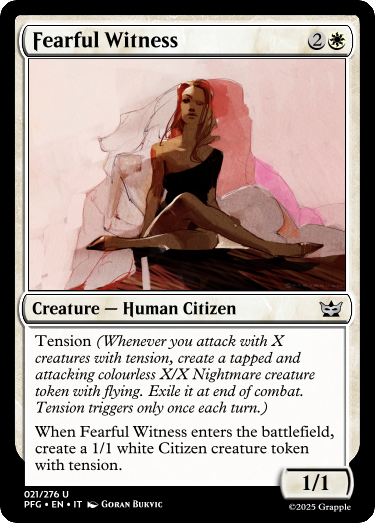 Fearful Witness 2
Creature — Human Citizen
Tension (Whenever you attack with X
creatures with tension, create a tapped and
attacking colourless X/X Nightmare creature
token with flying. Exile it at end of combat.
Tension triggers only once each turn.)
When Fearful Witness enters the battlefield,
create a 1/1 white Citizen creature token
with tension.
1/1
021/276 U
PFG • EN • IT Goran Bukvic
©2025 Grapple